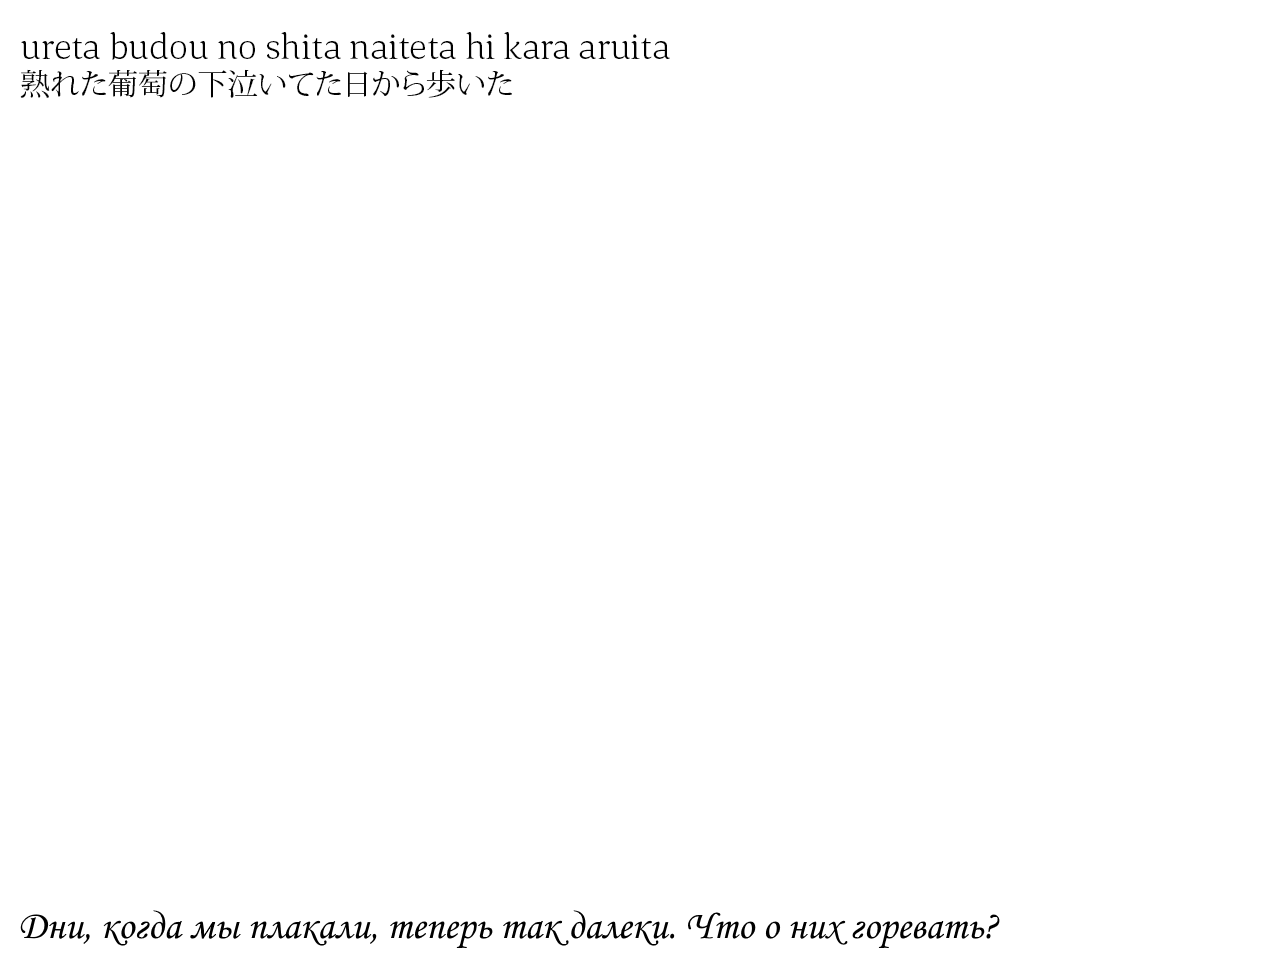 ureta budou no shita naiteta hi kara aruita
熟れた葡萄の下泣いてた日から歩いた
Дни, когда мы плакали, теперь так далеки. Что о них горевать?